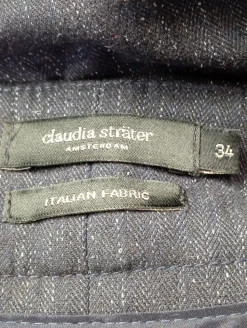 claudia sträter
AMSTERDAM
34
ITALIAN FABRIC